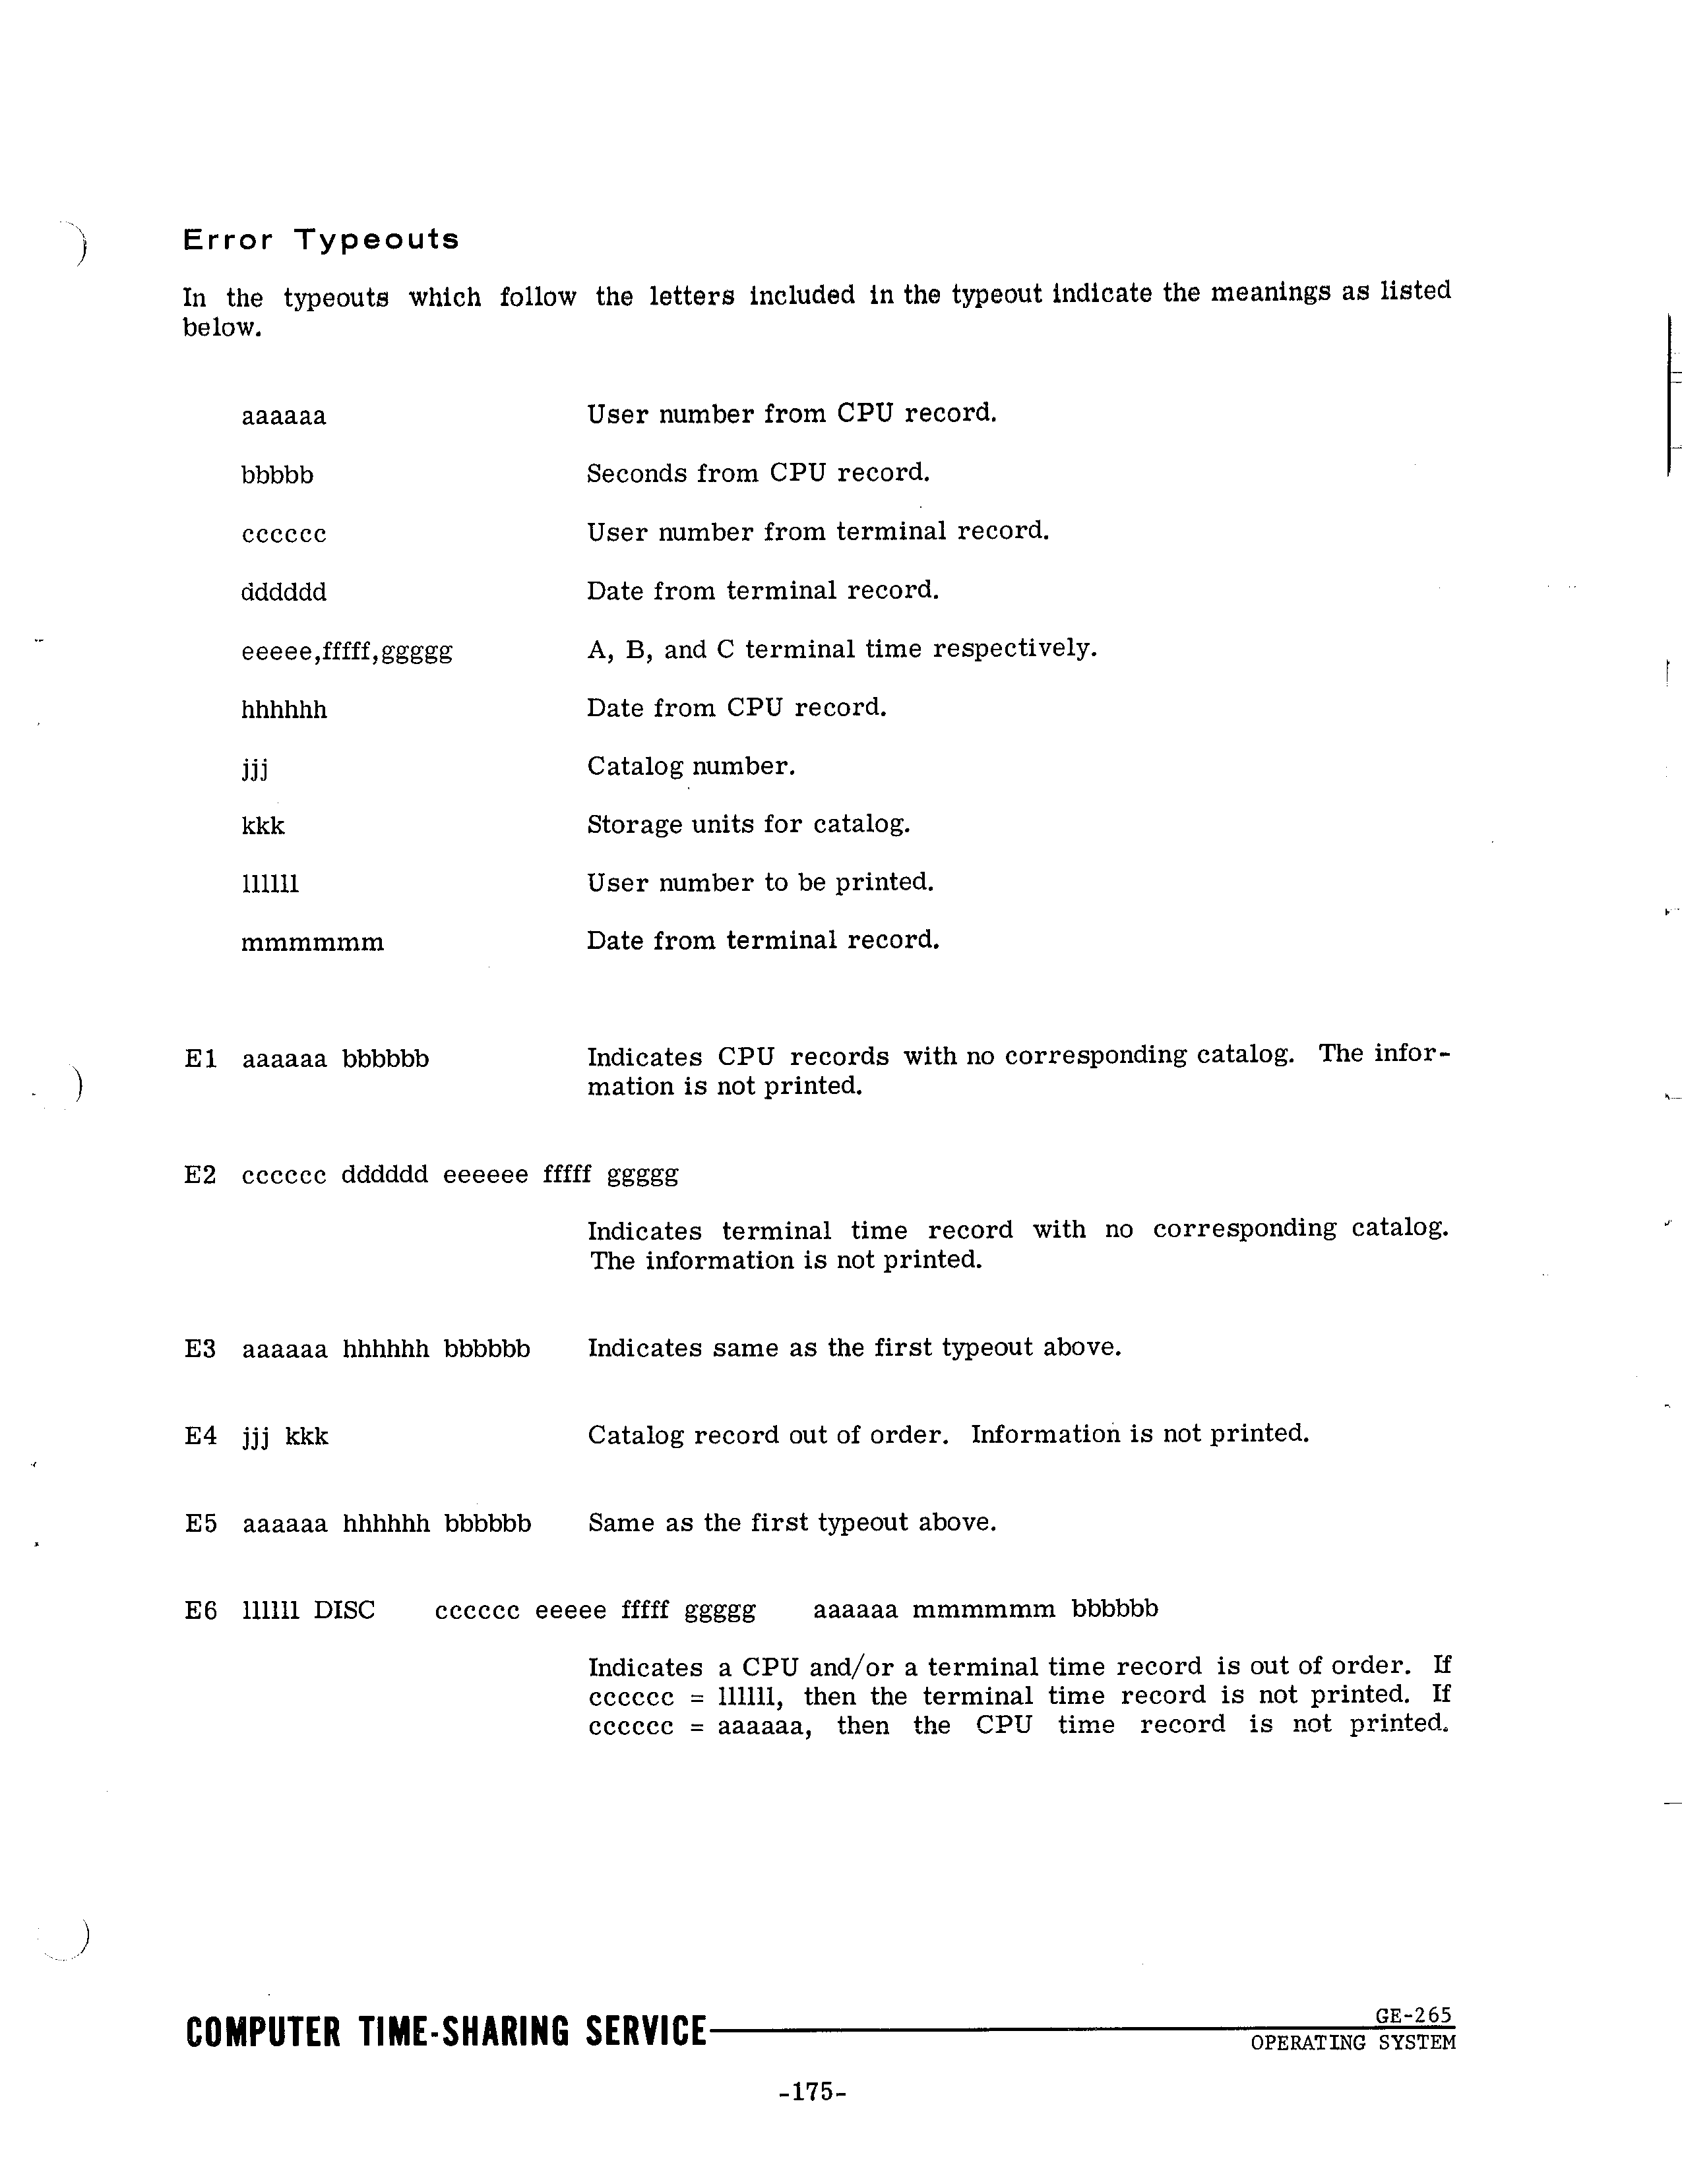 Error Typeouts
In the typeouts which follow the letters included in the typeout indicate the meanings as listed
below.
aaaaaa User number from CPU record.
bbbbb Seconds from CPU record.
cccccc User number from terminal record.
dddddd Date from terminal record.
eeeee,fffff,ggggg A, B, and C terminal time respectively.
hhhhhh Date from CPU record.
jjj Catalog number.
kkk Storage units for catalog.
llllll User number to be printed.
mmmmmm Date from terminal record.
E1 aaaaaa bbbbbb Indicates CPU records with no corresponding catalog. The infor-
mation is not printed.
E2 cccccc dddddd eeeeee fffff ggggg
Indicates terminal time record with no corresponding catalog.
The information is not printed.
E3 aaaaaa hhhhhh bbbbbb Indicates same as the first typeout above.
E4 jjj kkk Catalog record out of order. Information is not printed.
E5 aaaaaa hhhhhh bbbbbb Same as the first typeout above.
E6 llllll DISC cccccc eeeee fffff ggggg aaaaaa mmmmmm bbbbbb
Indicates a CPU and/or a terminal time record is out of order. If
cccccc = llllll, then the terminal time record is not printed. If
cccccc = aaaaaa, then the CPU time record is not printed.
COMPUTER TIME-SHARING SERVICE GE-265
OPERATING SYSTEM
-175-